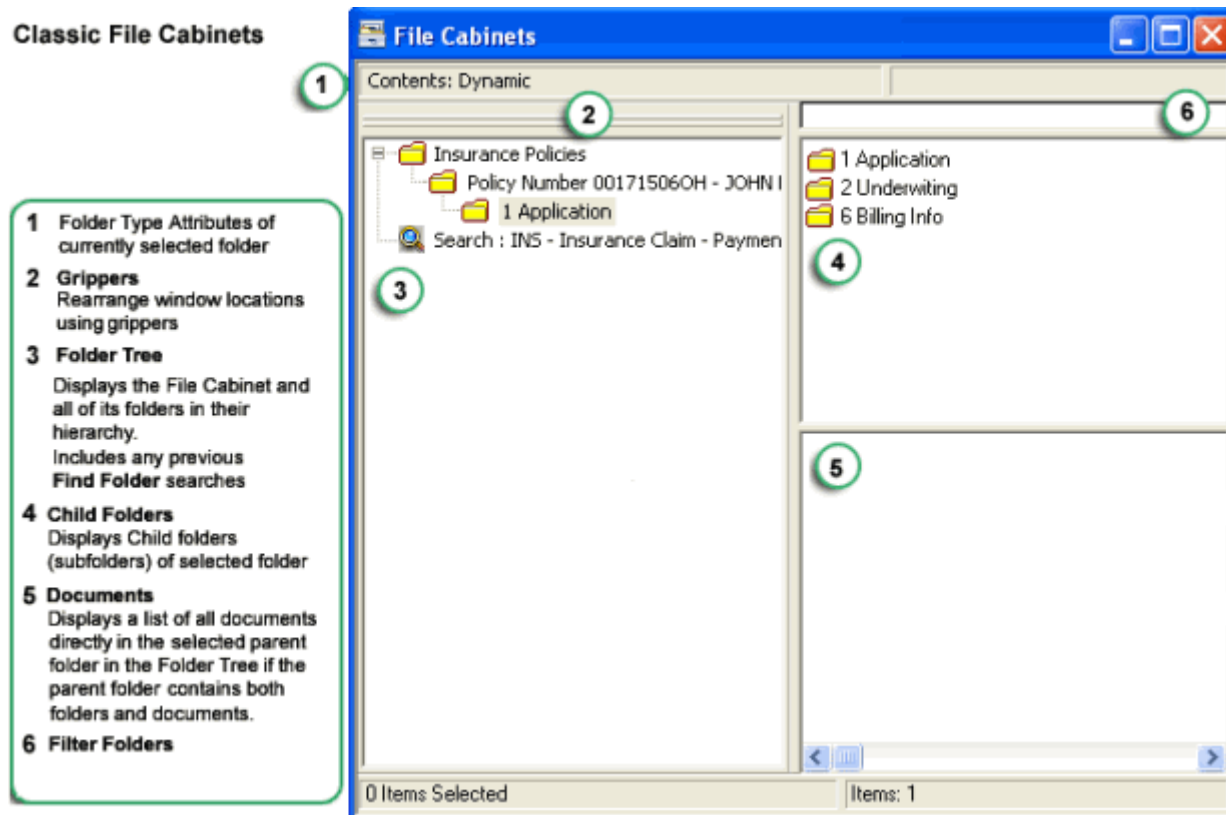 Classic File Cabinets
1 Folder Type Attributes of
currently selected folder
2 Grippers
Rearrange window locations
using grippers
3 Folder Tree
Displays the File Cabinet and
all of its folders in their
hierarchy.
Includes any previous
Find Folder searches
4 Child Folders
Displays Child folders
(subfolders) of selected folder
5 Documents
Displays a list of all documents
directly in the selected parent
folder in the Folder Tree if the
parent folder contains both
folders and documents.
6 Filter Folders
File Cabinets
1
Contents: Dynamic
2
6
Insurance Policies
Policy Number 00171506OH - JOHN
1 Application
Search : INS - Insurance Claim - Paymen
3
1 Application
2 Underwiting
6 Billing Info
4
5
0 Items Selected
Items: 1